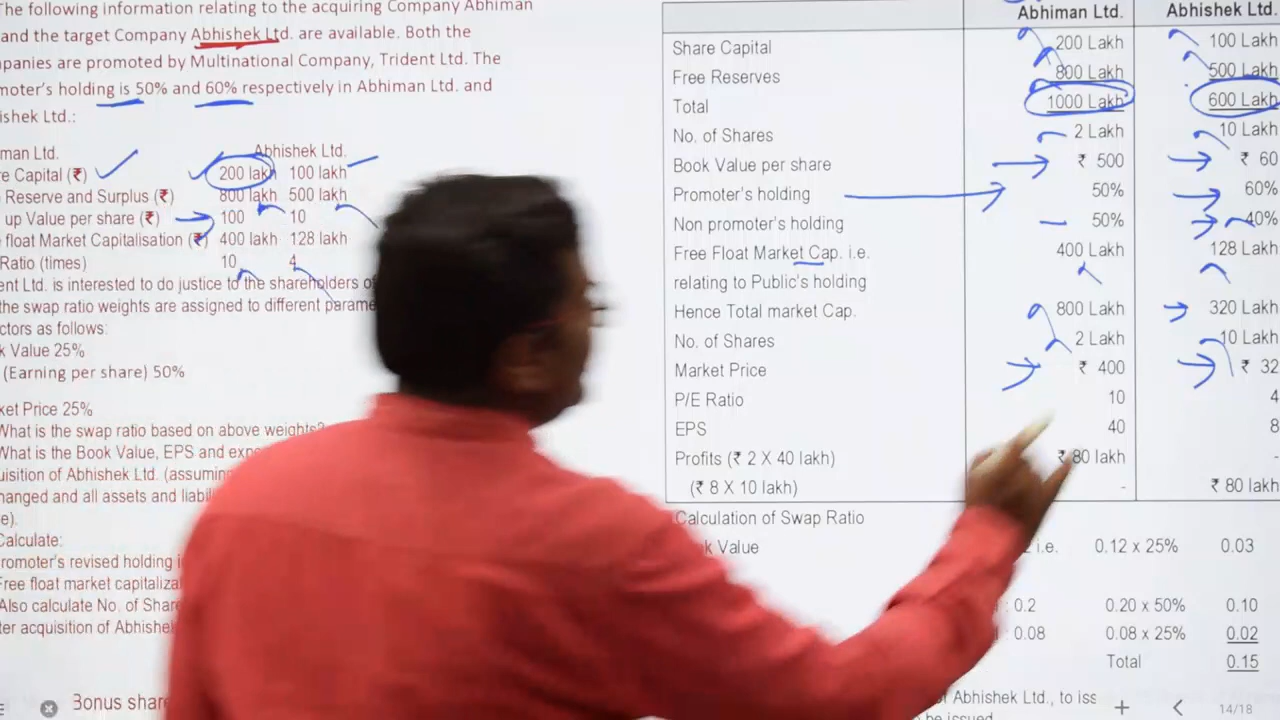 The following information relating to the acquiring Company Abhiman
and the target Company Abhishek Ltd. are available. Both the
panies are promoted by Multinational Company, Trident Ltd. The
moter's holding is 50% and 60% respectively in Abhiman Ltd. and
ishek Ltd.:
man Ltd. Abhishek Ltd.
re Capital (₹) 200 lakh 100 lakh
Reserve and Surplus (₹) 800 lakh 500 lakh
up Value per share (₹) 100 10
float Market Capitalisation (₹) 400 lakh 128 lakh
Ratio (times) 10 4
ent Ltd. is interested to do justice to the shareholders of
the swap ratio weights are assigned to different parame
ctors as follows:
k Value 25%
(Earning per share) 50%
ket Price 25%
What is the swap ratio based on above weights?
What is the Book Value, EPS and expe
uisition of Abhishek Ltd. (assuming
hanged and all assets and liabili
e).
Calculate:
romoter's revised holding i
Free float market capitaliza
Also calculate No. of Share
ter acquisition of Abhishek
Bonus share
Abhiman Ltd. Abhishek Ltd.
Share Capital 200 Lakh 100 Lakh
Free Reserves 800 Lakh 500 Lakh
Total 1000 Lakh 600 Lakh
No. of Shares 2 Lakh 10 Lakh
Book Value per share ₹ 500 ₹ 60
Promoter's holding 50% 60%
Non promoter's holding 50% 40%
Free Float Market Cap. i.e. 400 Lakh 128 Lakh
relating to Public's holding
Hence Total market Cap. 800 Lakh 320 Lakh
No. of Shares 2 Lakh 10 Lakh
Market Price ₹ 400 ₹ 32
P/E Ratio 10 4
EPS 40 8
Profits (₹ 2 X 40 lakh) ₹ 80 lakh -
(₹ 8 X 10 lakh) - ₹ 80 lakh
Calculation of Swap Ratio
k Value i.e. 0.12 x 25% 0.03
: 0.2 0.20 x 50% 0.10
0.08 0.08 x 25% 0.02
Total 0.15
Abhishek Ltd., to iss
be issued
14/18